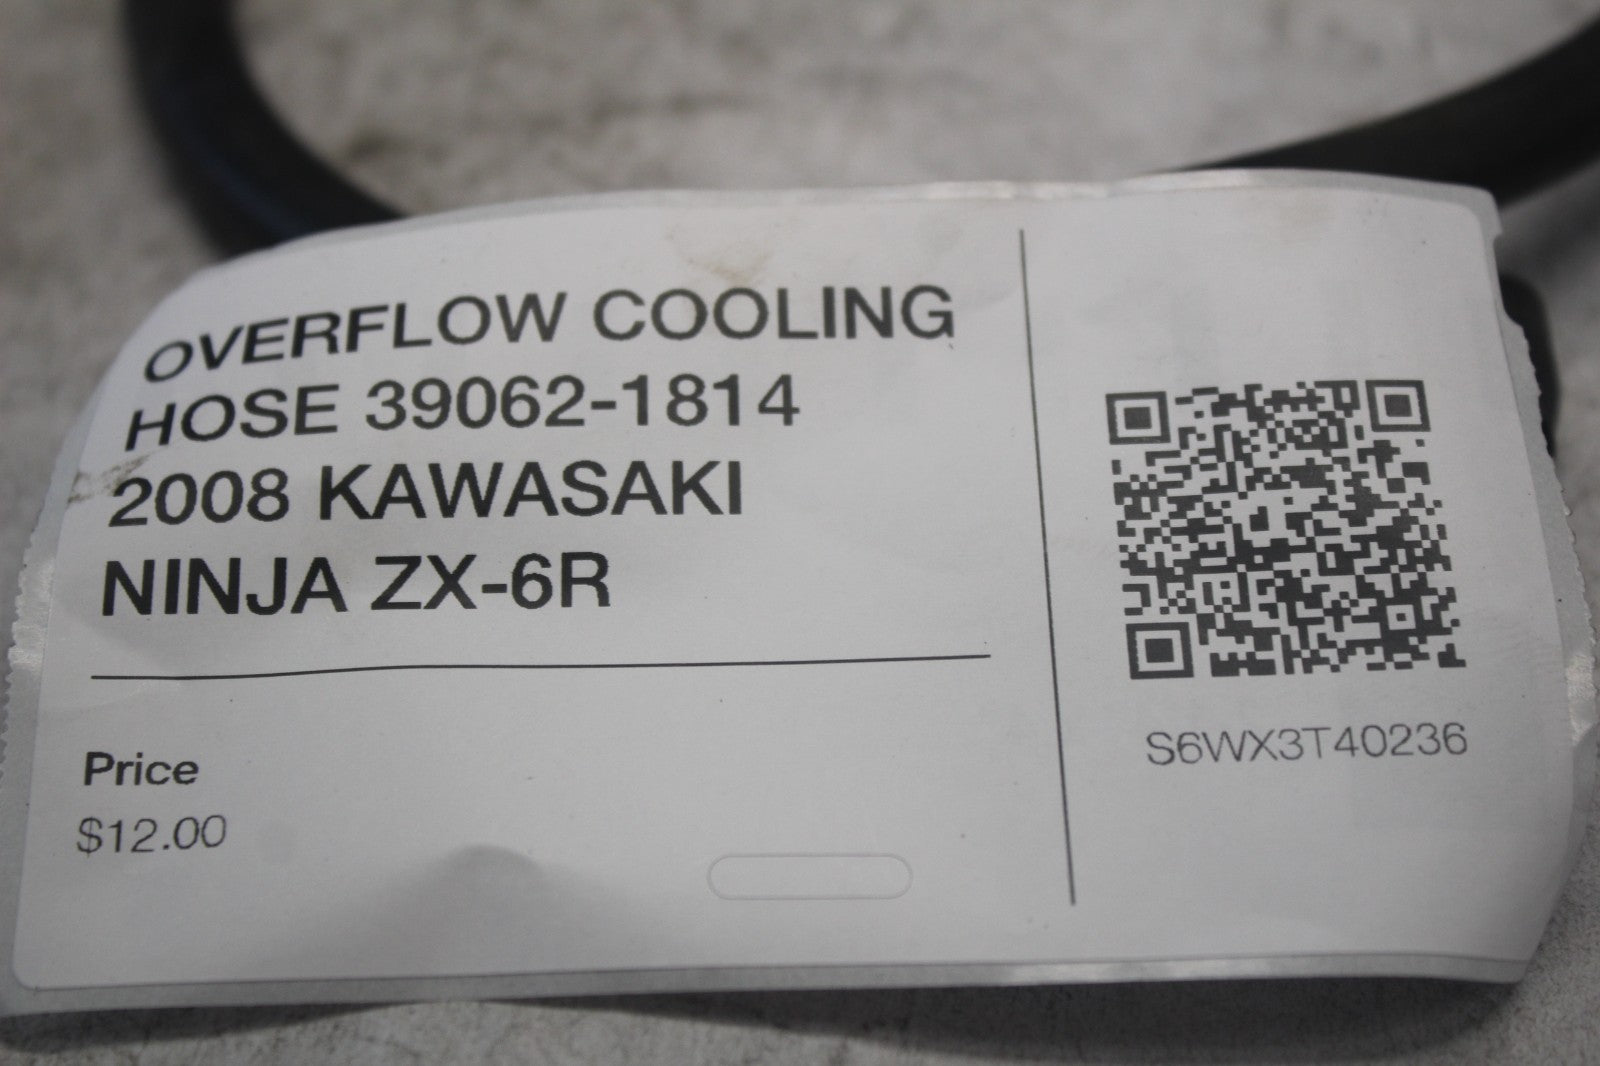 OVERFLOW COOLING
HOSE 39062-1814
2008 KAWASAKI
NINJA ZX-6R
Price
$12.00
S6WX3T40236